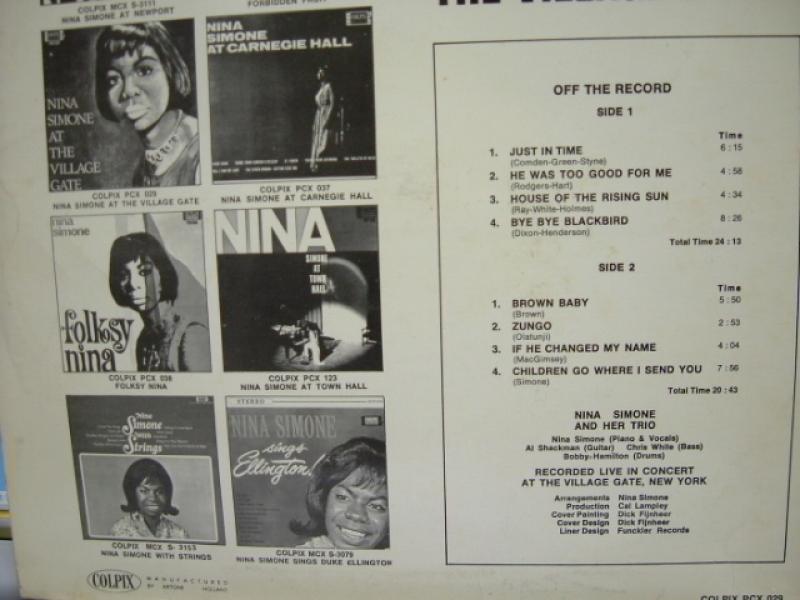 COLPIX MCX S-3111
NINA SIMONE AT NEWPORT
FORBIDDEN FRUIT
NINA
SIMONE
AT
THE
VILLAGE
GATE
COLPIX PCX 029
NINA SIMONE AT THE VILLAGE GATE
NINA
SIMONE
AT CARNEGIE HALL
COLPIX PCX 037
NINA SIMONE AT CARNEGIE HALL
nina
simone
folksy
nina
COLPIX PCX 038
FOLKSY NINA
NINA
SIMONE
AT
TOWN
HALL
COLPIX PCX 123
NINA SIMONE AT TOWN HALL
Nina
Simone
with
Strings
COLPIX MCX S- 3153
NINA SIMONE WITH STRINGS
STEREO
NINA SIMONE
sings
Ellington!
COLPIX MCX S-3079
NINA SIMONE SINGS DUKE ELLINGTON
COLPIX
MANUFACTURED
BY ARTONE HOLLAND
OFF THE RECORD
SIDE 1
Time
1. JUST IN TIME 6:15
(Comden-Green-Styne)
2. HE WAS TOO GOOD FOR ME 4:58
(Rodgers-Hart)
3. HOUSE OF THE RISING SUN 4:34
(Ray-White-Holmes)
4. BYE BYE BLACKBIRD 8:26
(Dixon-Henderson)
Total Time 24:13
SIDE 2
Time
1. BROWN BABY 5:50
(Brown)
2. ZUNGO 2:53
(Olatunji)
3. IF HE CHANGED MY NAME 4:04
(MacGimsey)
4. CHILDREN GO WHERE I SEND YOU 7:56
(Simone)
Total Time 20:43
NINA SIMONE
AND HER TRIO
Nina Simone (Piano & Vocals)
Al Shackman (Guitar) Chris White (Bass)
Bobby-Hamilton (Drums)
RECORDED LIVE IN CONCERT
AT THE VILLAGE GATE, NEW YORK
Arrangements Nina Simone
Production Cal Lampley
Cover Painting Dick Fijnheer
Cover Design Dick Fijnheer
Liner Design Funckler Records
COLPIX PCX 029